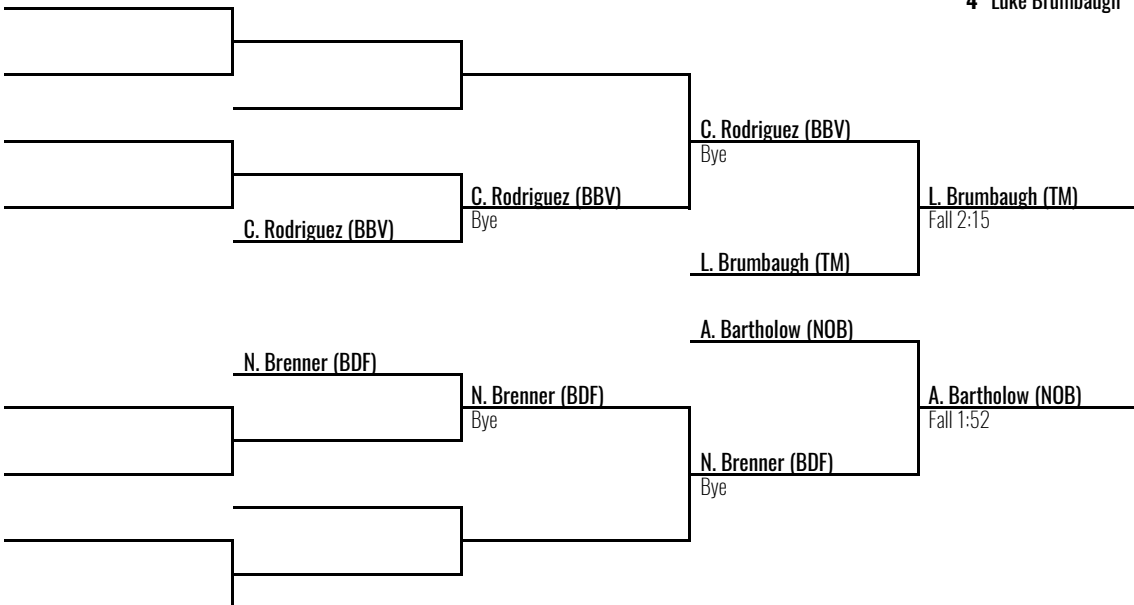 4 Luke Brumbaugh
C. Rodriguez (BBV)
Bye
C. Rodriguez (BBV)
Bye
L. Brumbaugh (TM)
Fall 2:15
C. Rodriguez (BBV)
L. Brumbaugh (TM)
A. Bartholow (NOB)
N. Brenner (BDF)
N. Brenner (BDF)
Bye
A. Bartholow (NOB)
Fall 1:52
N. Brenner (BDF)
Bye